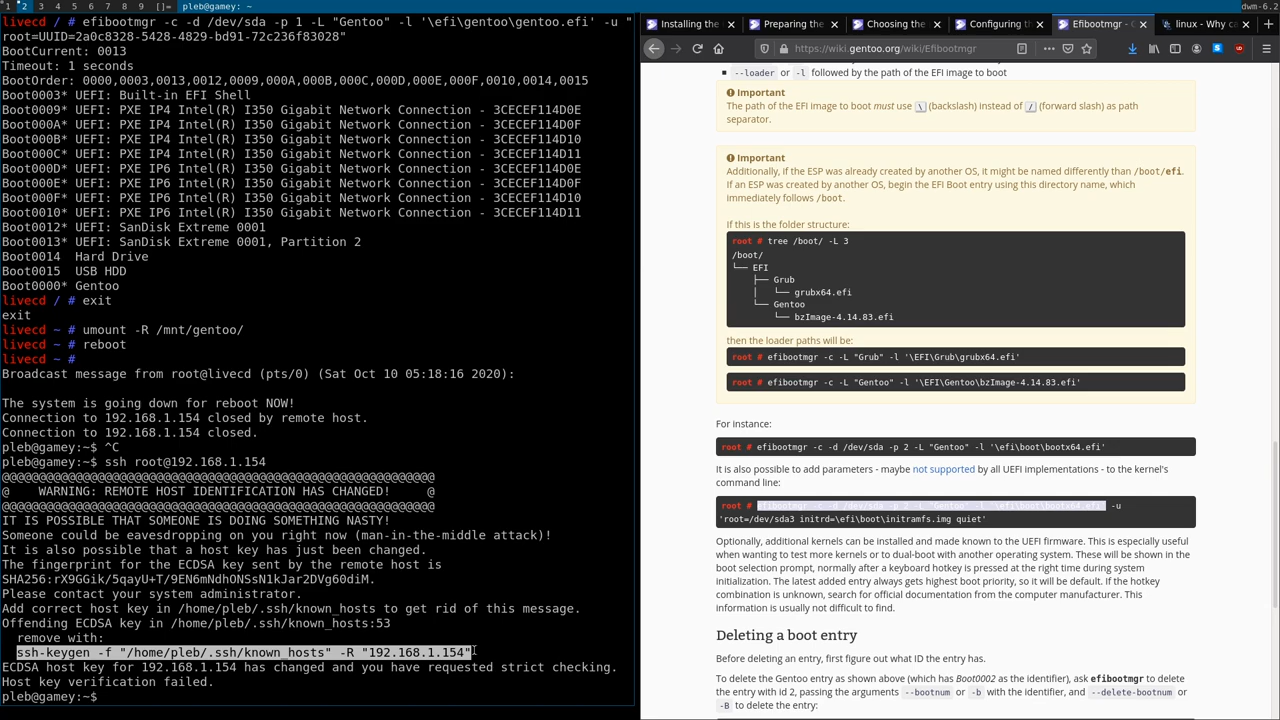 1 2 3 4 5 6 7 8 9 []= pleb@gamey:~ dwm-6.2
livecd / # efibootmgr -c -d /dev/sda -p 1 -L "Gentoo" -l '\efi\gentoo\gentoo.efi' -u "
root=UUID=2a0c8328-5428-4829-bd91-72c236f83028"
BootCurrent: 0013
Timeout: 1 seconds
BootOrder: 0000,0003,0013,0012,0009,000A,000B,000C,000D,000E,000F,0010,0014,0015
Boot0003* UEFI: Built-in EFI Shell
Boot0009* UEFI: PXE IP4 Intel(R) I350 Gigabit Network Connection - 3CECEF114D0E
Boot000A* UEFI: PXE IP4 Intel(R) I350 Gigabit Network Connection - 3CECEF114D0F
Boot000B* UEFI: PXE IP4 Intel(R) I350 Gigabit Network Connection - 3CECEF114D10
Boot000C* UEFI: PXE IP4 Intel(R) I350 Gigabit Network Connection - 3CECEF114D11
Boot000D* UEFI: PXE IP6 Intel(R) I350 Gigabit Network Connection - 3CECEF114D0E
Boot000E* UEFI: PXE IP6 Intel(R) I350 Gigabit Network Connection - 3CECEF114D0F
Boot000F* UEFI: PXE IP6 Intel(R) I350 Gigabit Network Connection - 3CECEF114D10
Boot0010* UEFI: PXE IP6 Intel(R) I350 Gigabit Network Connection - 3CECEF114D11
Boot0012* UEFI: SanDisk Extreme 0001
Boot0013* UEFI: SanDisk Extreme 0001, Partition 2
Boot0014  Hard Drive
Boot0015  USB HDD
Boot0000* Gentoo
livecd / # exit
exit
livecd ~ # umount -R /mnt/gentoo/
livecd ~ # reboot
livecd ~ #
Broadcast message from root@livecd (pts/0) (Sat Oct 10 05:18:16 2020):
The system is going down for reboot NOW!
Connection to 192.168.1.154 closed by remote host.
Connection to 192.168.1.154 closed.
pleb@gamey:~$ ^C
pleb@gamey:~$ ssh root@192.168.1.154
@@@@@@@@@@@@@@@@@@@@@@@@@@@@@@@@@@@@@@@@@@@@@@@@@@@@@@@@@@@
@    WARNING: REMOTE HOST IDENTIFICATION HAS CHANGED!     @
@@@@@@@@@@@@@@@@@@@@@@@@@@@@@@@@@@@@@@@@@@@@@@@@@@@@@@@@@@@
IT IS POSSIBLE THAT SOMEONE IS DOING SOMETHING NASTY!
Someone could be eavesdropping on you right now (man-in-the-middle attack)!
It is also possible that a host key has just been changed.
The fingerprint for the ECDSA key sent by the remote host is
SHA256:rX9GGik/5qayU+T/9EN6mNdhONSsN1kJar2DVg60diM.
Please contact your system administrator.
Add correct host key in /home/pleb/.ssh/known_hosts to get rid of this message.
Offending ECDSA key in /home/pleb/.ssh/known_hosts:53
remove with:
ssh-keygen -f "/home/pleb/.ssh/known_hosts" -R "192.168.1.154"
ECDSA host key for 192.168.1.154 has changed and you have requested strict checking.
Host key verification failed.
pleb@gamey:~$
Installing the Preparing the Choosing the Configuring th Efibootmgr - G linux - Why ca
https://wiki.gentoo.org/wiki/Efibootmgr
--loader or -l followed by the path of the EFI image to boot
Important
The path of the EFI image to boot must use \ (backslash) instead of / (forward slash) as path
separator.
Important
Additionally, if the ESP was already created by another OS, it might be named differently than /boot/efi.
If an ESP was created by another OS, begin the EFI Boot entry using this directory name, which
immediately follows /boot.
If this is the folder structure:
root # tree /boot/ -L 3
/boot/
└── EFI
├── Grub
│ └── grubx64.efi
└── Gentoo
└── bzImage-4.14.83.efi
then the loader paths will be:
root # efibootmgr -c -L "Grub" -l '\EFI\Grub\grubx64.efi'
root # efibootmgr -c -L "Gentoo" -l '\EFI\Gentoo\bzImage-4.14.83.efi'
For instance:
root # efibootmgr -c -d /dev/sda -p 2 -L "Gentoo" -l '\efi\boot\bootx64.efi'
It is also possible to add parameters - maybe not supported by all UEFI implementations - to the kernel's
command line:
root # efibootmgr -c -d /dev/sda -p 2 -L "Gentoo" -l '\efi\boot\bootx64.efi' -u
'root=/dev/sda3 initrd=\efi\boot\initramfs.img quiet'
Optionally, additional kernels can be installed and made known to the UEFI firmware. This is especially useful
when wanting to test more kernels or to dual-boot with another operating system. These will be shown in the
boot selection prompt, normally after a keyboard hotkey is pressed at the right time during system
initialization. The latest added entry always gets highest boot priority, so it will be default. If the hotkey
combination is unknown, search for official documentation from the computer manufacturer. This
information is usually not difficult to find.
Deleting a boot entry
Before deleting an entry, first figure out what ID the entry has.
To delete the Gentoo entry as shown above (which has Boot0002 as the identifier), ask efibootmgr to delete
the entry with id 2, passing the arguments --bootnum or -b with the identifier, and --delete-bootnum or
-B to delete the entry: